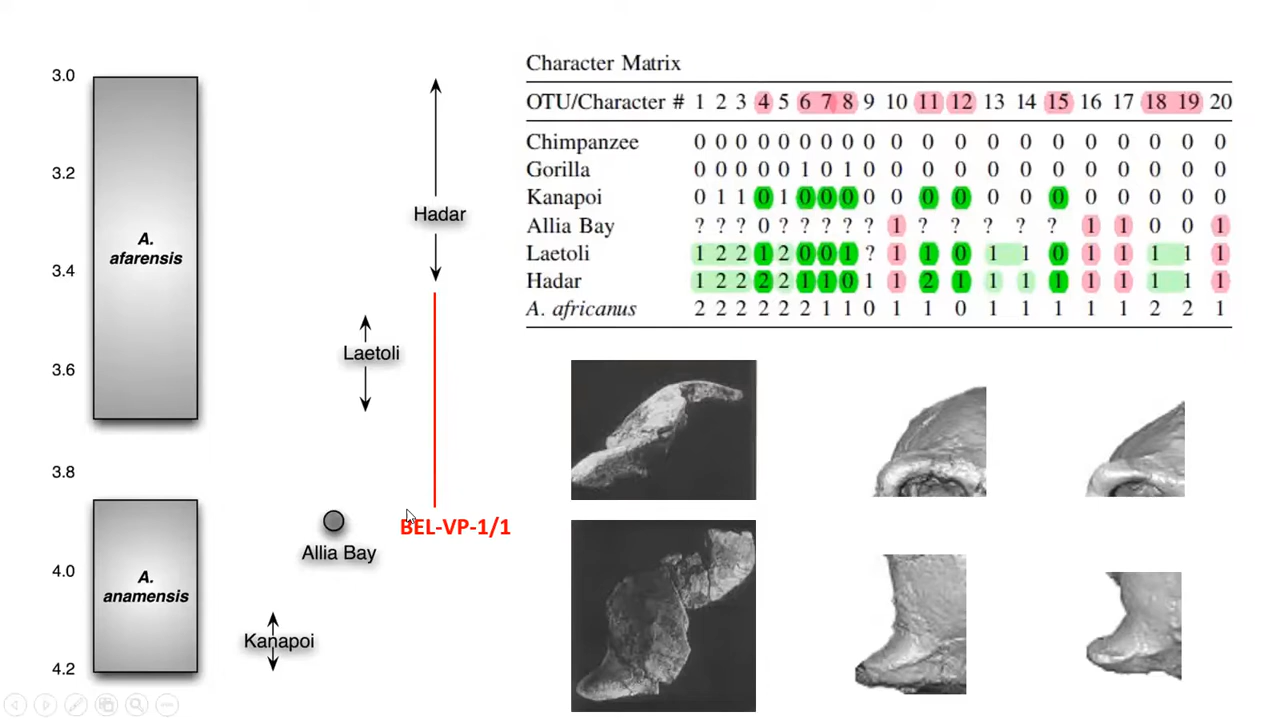 3.0
3.2
3.4
3.6
3.8
4.0
4.2
A.
afarensis
A.
anamensis
Hadar
Laetoli
Allia Bay
BEL-VP-1/1
Kanapoi
Character Matrix
OTU/Character # 1 2 3 4 5 6 7 8 9 10 11 12 13 14 15 16 17 18 19 20
Chimpanzee 0 0 0 0 0 0 0 0 0 0 0 0 0 0 0 0 0 0 0 0
Gorilla 0 0 0 0 0 1 0 1 0 0 0 0 0 0 0 0 0 0 0 0
Kanapoi 0 1 1 0 1 0 0 0 0 0 0 0 0 0 0 0 0 0 0 0
Allia Bay ? ? ? 0 ? ? ? ? ? 1 ? ? ? ? ? 1 1 0 0 1
Laetoli 1 2 2 1 2 0 0 1 ? 1 1 0 1 1 0 1 1 1 1 1
Hadar 1 2 2 2 2 1 1 0 1 1 2 1 1 1 1 1 1 1 1 1
A. africanus 2 2 2 2 2 2 1 1 0 1 1 0 1 1 1 1 1 2 2 1